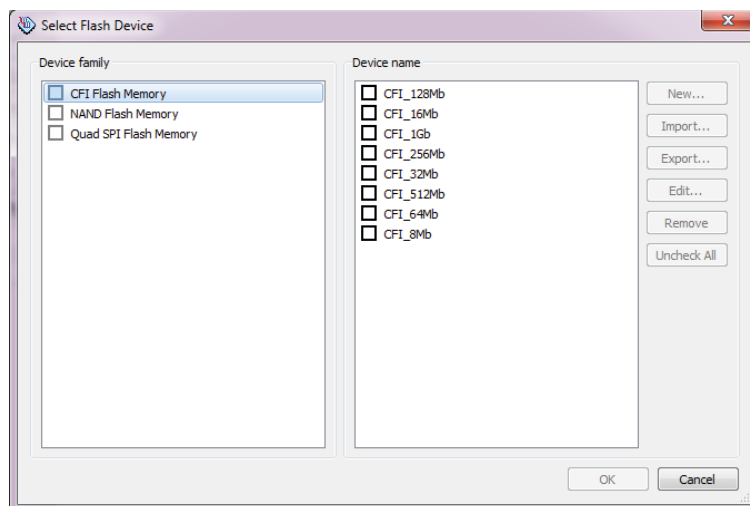 Select Flash Device
Device family
CFI Flash Memory
NAND Flash Memory
Quad SPI Flash Memory
Device name
CFI_128Mb
CFI_16Mb
CFI_1Gb
CFI_256Mb
CFI_32Mb
CFI_512Mb
CFI_64Mb
CFI_8Mb
New...
Import...
Export...
Edit...
Remove
Uncheck All
OK
Cancel